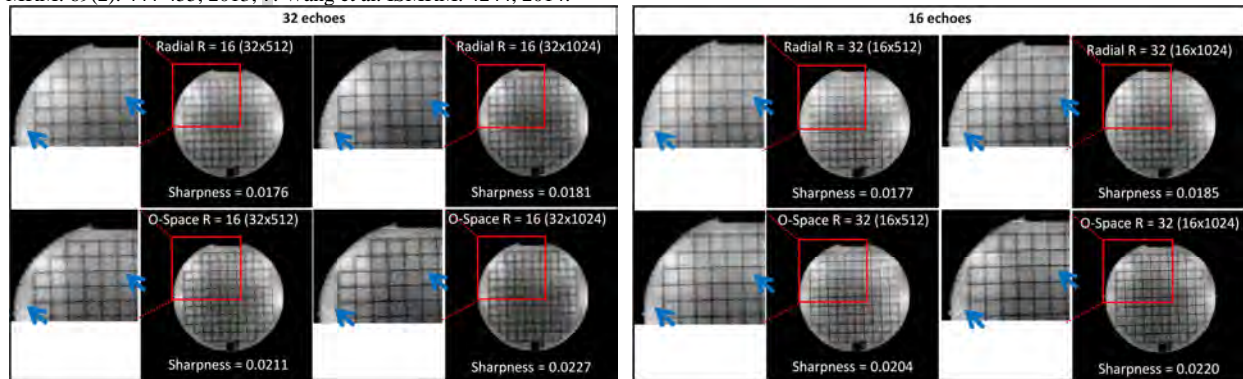 32 echoes
Radial R = 16 (32x512)
Radial R = 16 (32x1024)
Sharpness = 0.0176
Sharpness = 0.0181
O-Space R = 16 (32x512)
O-Space R = 16 (32x1024)
Sharpness = 0.0211
Sharpness = 0.0227
16 echoes
Radial R = 32 (16x512)
Radial R = 32 (16x1024)
Sharpness = 0.0177
Sharpness = 0.0185
O-Space R = 32 (16x512)
O-Space R = 32 (16x1024)
Sharpness = 0.0204
Sharpness = 0.0220